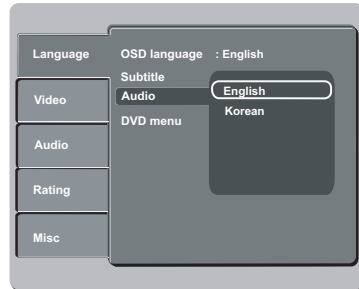 Language
Video
Audio
Rating
Misc
OSD language : English
Subtitle
Audio
DVD menu
English
Korean